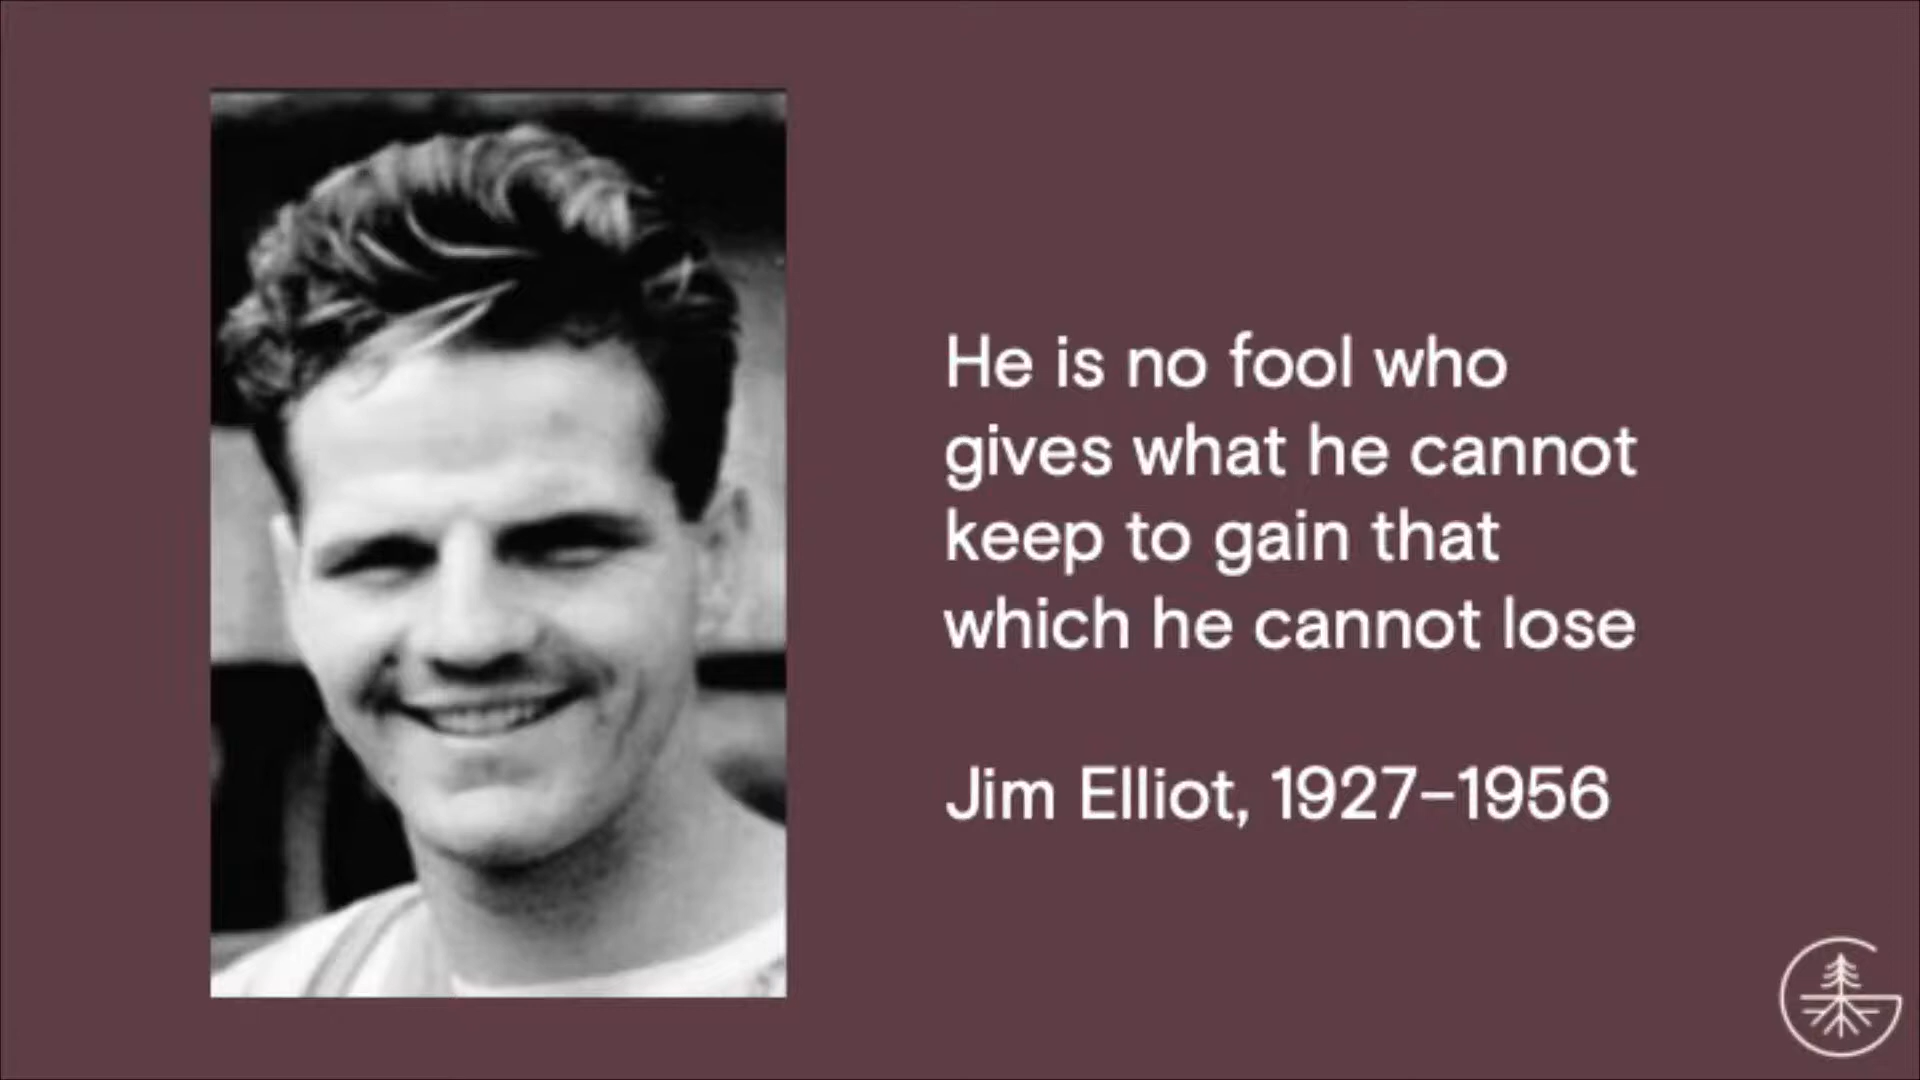 He is no fool who
gives what he cannot
keep to gain that
which he cannot lose
Jim Elliot, 1927–1956